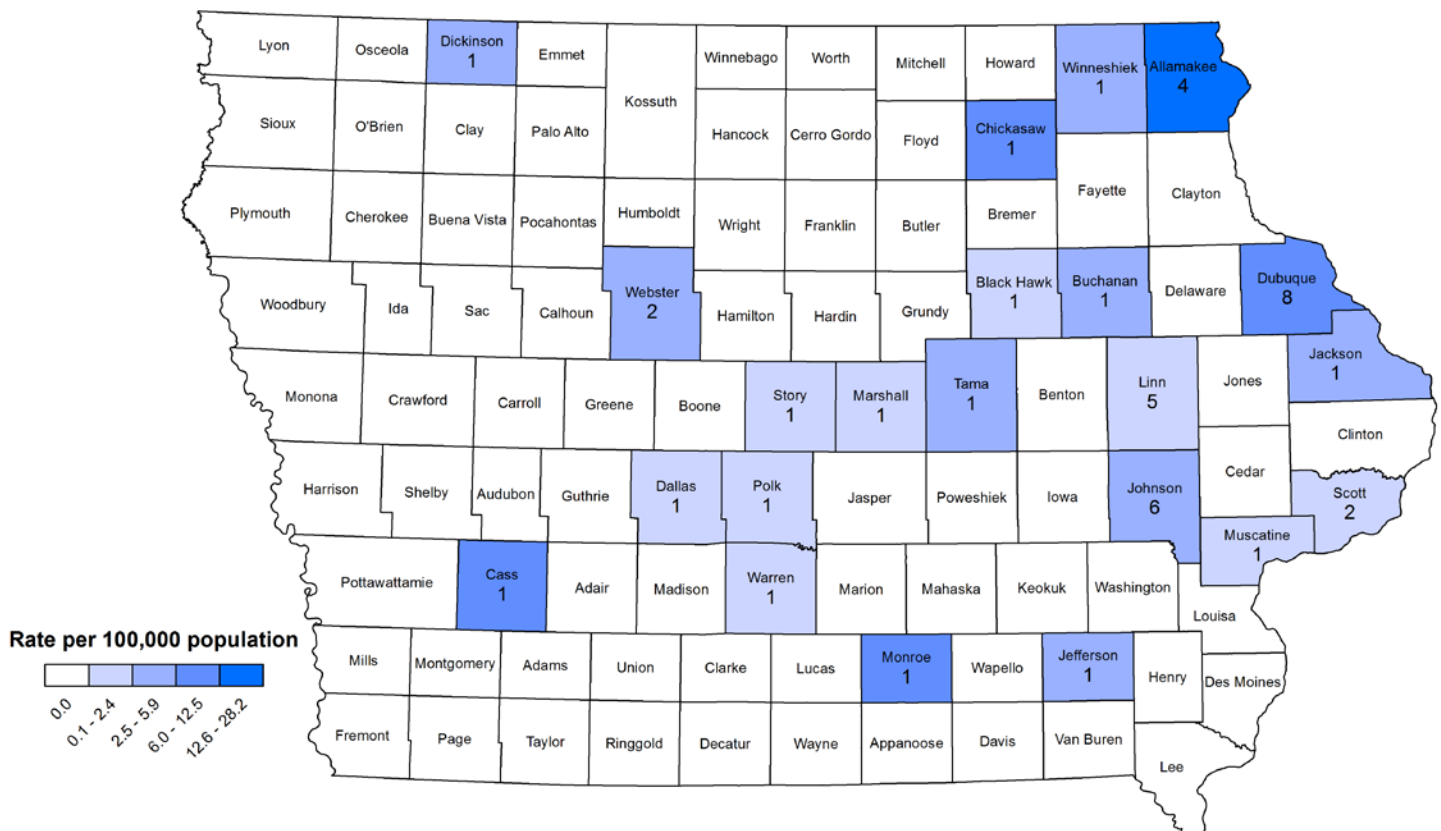 Lyon
Osceola
Dickinson
1
Emmet
Kossuth
Winnebago
Worth
Mitchell
Howard
Winneshiek
1
Allamakee
4
Sioux
O'Brien
Clay
Palo Alto
Hancock
Cerro Gordo
Floyd
Chickasaw
1
Fayette
Clayton
Plymouth
Cherokee
Buena Vista
Pocahontas
Humboldt
Wright
Franklin
Butler
Bremer
Woodbury
Ida
Sac
Calhoun
Webster
2
Hamilton
Hardin
Grundy
Black Hawk
1
Buchanan
1
Delaware
Dubuque
8
Monona
Crawford
Carroll
Greene
Boone
Story
1
Marshall
1
Tama
1
Benton
Linn
5
Jones
Jackson
1
Clinton
Harrison
Shelby
Audubon
Guthrie
Dallas
1
Polk
1
Jasper
Poweshiek
Iowa
Johnson
6
Cedar
Scott
2
Muscatine
1
Pottawattamie
Cass
1
Adair
Madison
Warren
1
Marion
Mahaska
Keokuk
Washington
Louisa
Rate per 100,000 population
0.0
0.1 - 2.4
2.5 - 5.9
6.0 - 12.5
12.6 - 28.2
Mills
Montgomery
Adams
Union
Clarke
Lucas
Monroe
1
Wapello
Jefferson
1
Henry
Des Moines
Fremont
Page
Taylor
Ringgold
Decatur
Wayne
Appanoose
Davis
Van Buren
Lee